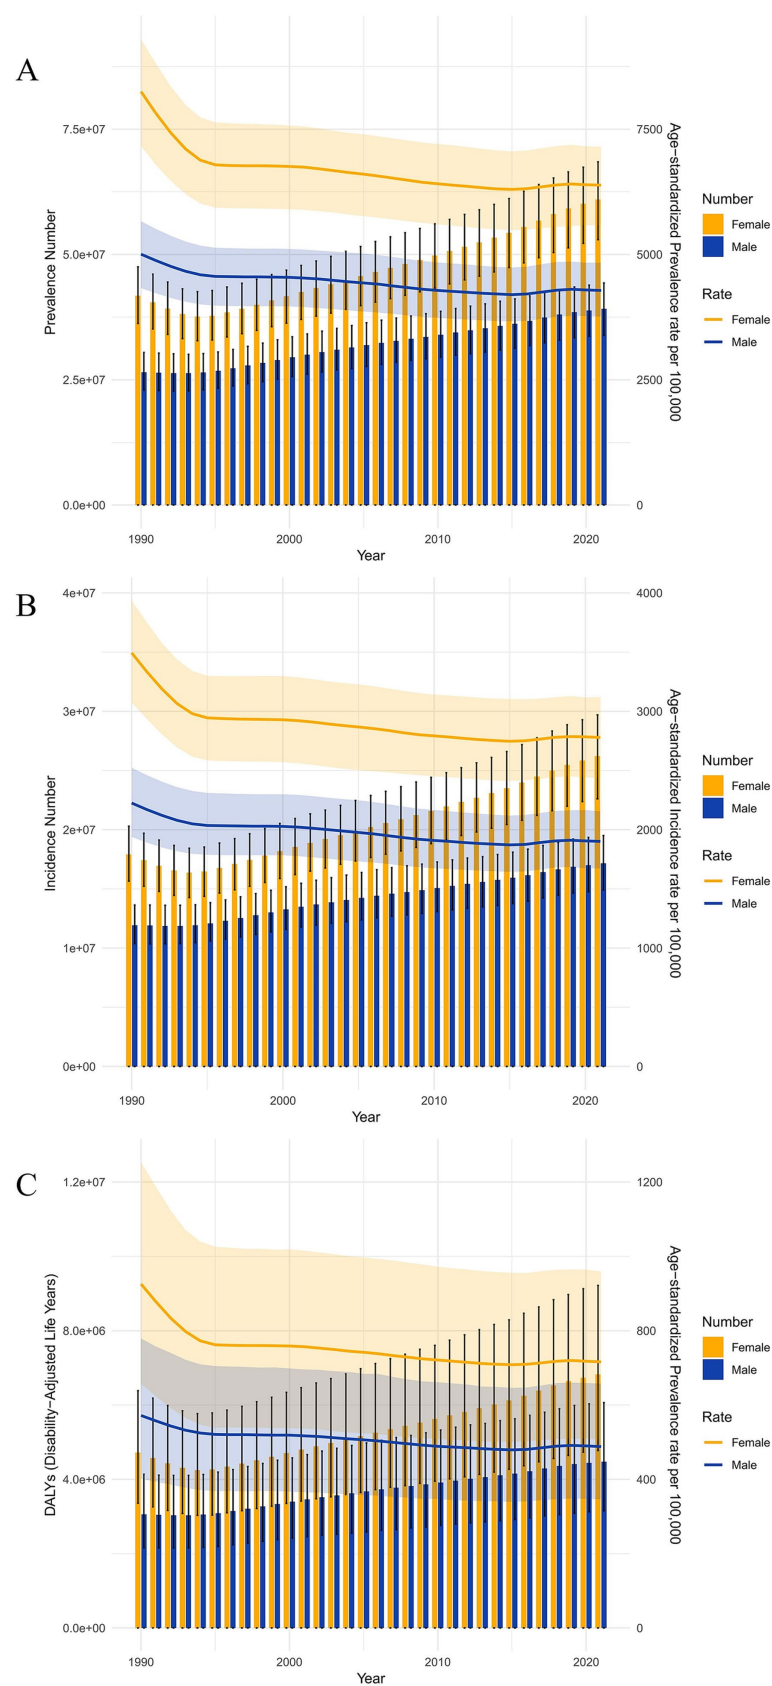 A
7.5e+07
5.0e+07
2.5e+07
0.0e+00
Prevalence Number
7500
5000
2500
0
Age−standardized Prevalence rate per 100,000
1990
2000
2010
2020
Year
Number
Female
Male
Rate
Female
Male
B
4e+07
3e+07
2e+07
1e+07
0e+00
Incidence Number
4000
3000
2000
1000
0
Age−standardized Incidence rate per 100,000
1990
2000
2010
2020
Year
Number
Female
Male
Rate
Female
Male
C
1.2e+07
8.0e+06
4.0e+06
0.0e+00
DALYs (Disability−Adjusted Life Years)
1200
800
400
0
Age−standardized Prevalence rate per 100,000
1990
2000
2010
2020
Year
Number
Female
Male
Rate
Female
Male